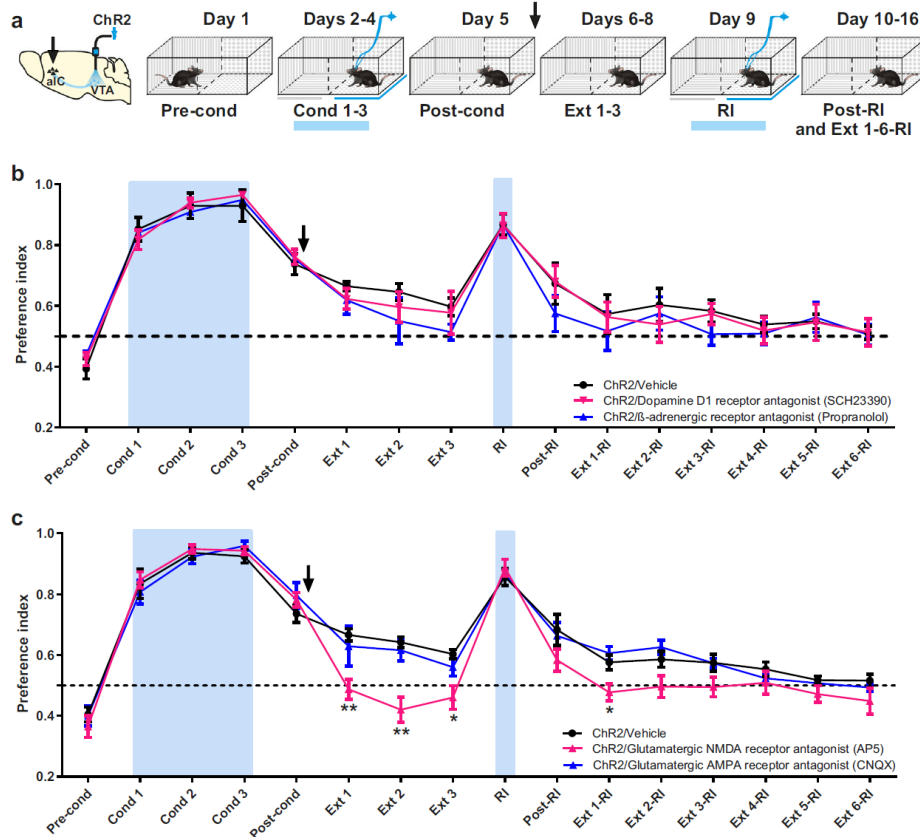 a
ChR2
aIC
VTA
Day 1
Days 2-4
Day 5
Days 6-8
Day 9
Day 10-16
Pre-cond
Cond 1-3
Post-cond
Ext 1-3
RI
Post-RI
and Ext 1-6-RI
b
Preference index
1.0
0.8
0.6
0.4
0.2
ChR2/Vehicle
ChR2/Dopamine D1 receptor antagonist (SCH23390)
ChR2/ß-adrenergic receptor antagonist (Propranolol)
Pre-cond
Cond 1
Cond 2
Cond 3
Post-cond
Ext 1
Ext 2
Ext 3
RI
Post-RI
Ext 1-RI
Ext 2-RI
Ext 3-RI
Ext 4-RI
Ext 5-RI
Ext 6-RI
c
Preference index
1.0
0.8
0.6
0.4
0.2
**
**
*
*
ChR2/Vehicle
ChR2/Glutamatergic NMDA receptor antagonist (AP5)
ChR2/Glutamatergic AMPA receptor antagonist (CNQX)
Pre-cond
Cond 1
Cond 2
Cond 3
Post-cond
Ext 1
Ext 2
Ext 3
RI
Post-RI
Ext 1-RI
Ext 2-RI
Ext 3-RI
Ext 4-RI
Ext 5-RI
Ext 6-RI